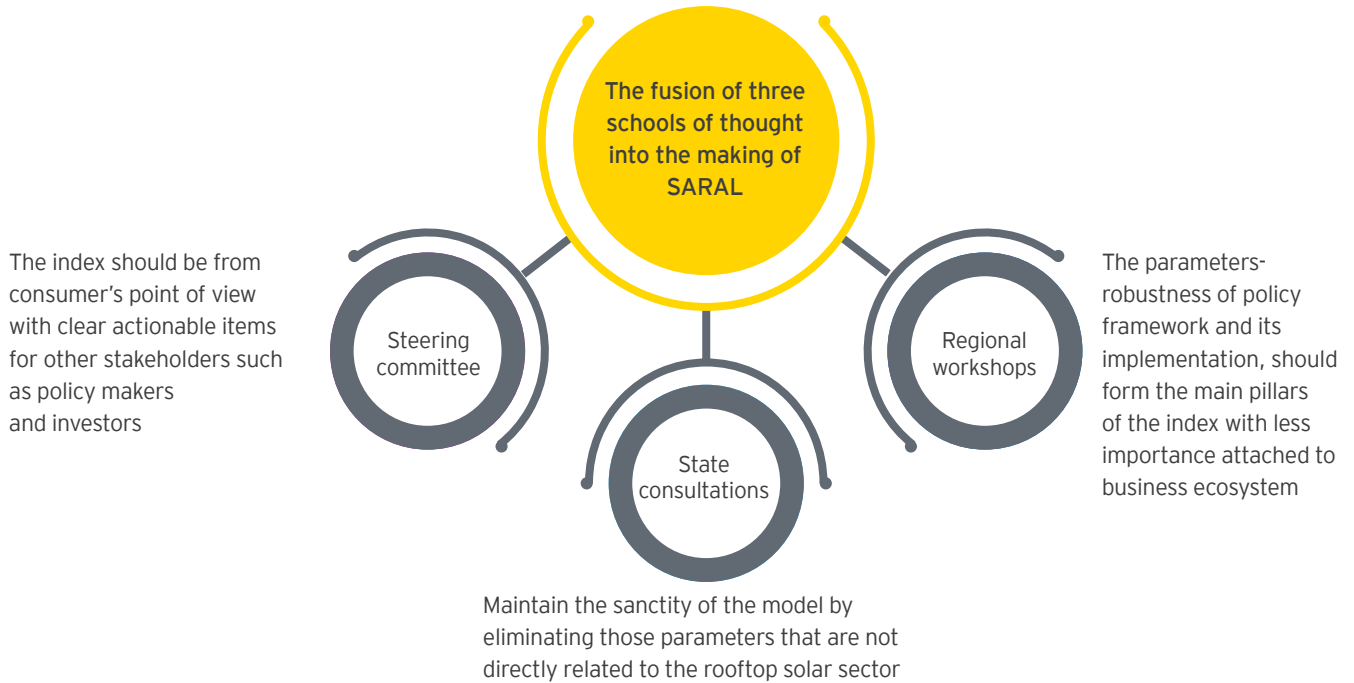 The fusion of three
schools of thought
into the making of
SARAL
The index should be from
consumer's point of view
with clear actionable items
for other stakeholders such
as policy makers
and investors
Steering
committee
State
consultations
Maintain the sanctity of the model by
eliminating those parameters that are not
directly related to the rooftop solar sector
Regional
workshops
The parameters-
robustness of policy
framework and its
implementation, should
form the main pillars
of the index with less
importance attached to
business ecosystem